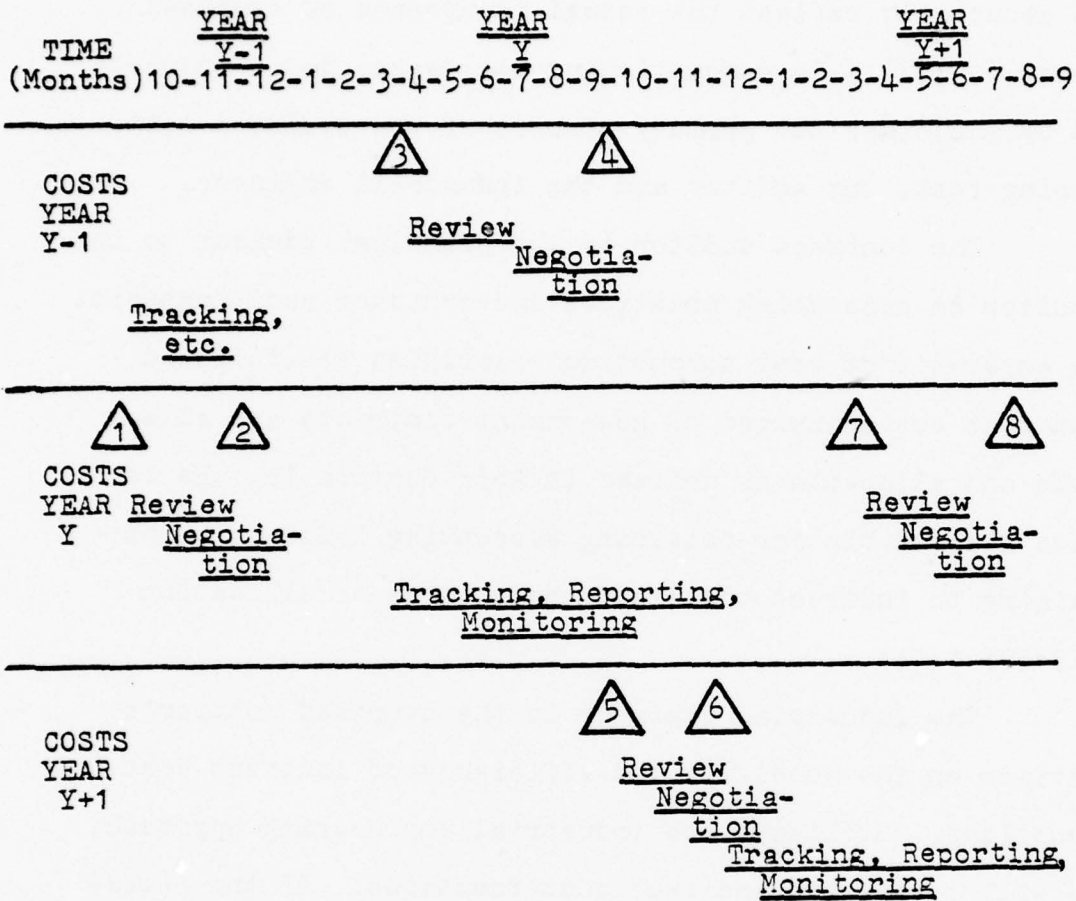 YEAR YEAR YEAR
TIME Y-1 Y Y+1
(Months)10-11-12-1-2-3-4-5-6-7-8-9-10-11-12-1-2-3-4-5-6-7-8-9
3 4
COSTS
YEAR
Y-1
Review
Negotia-
tion
Tracking,
etc.
1 2 7 8
COSTS
YEAR Review Review
Y Negotia- Negotia-
tion tion
Tracking, Reporting,
Monitoring
5 6
COSTS
YEAR Review
Y+1 Negotia-
tion
Tracking, Reporting,
Monitoring